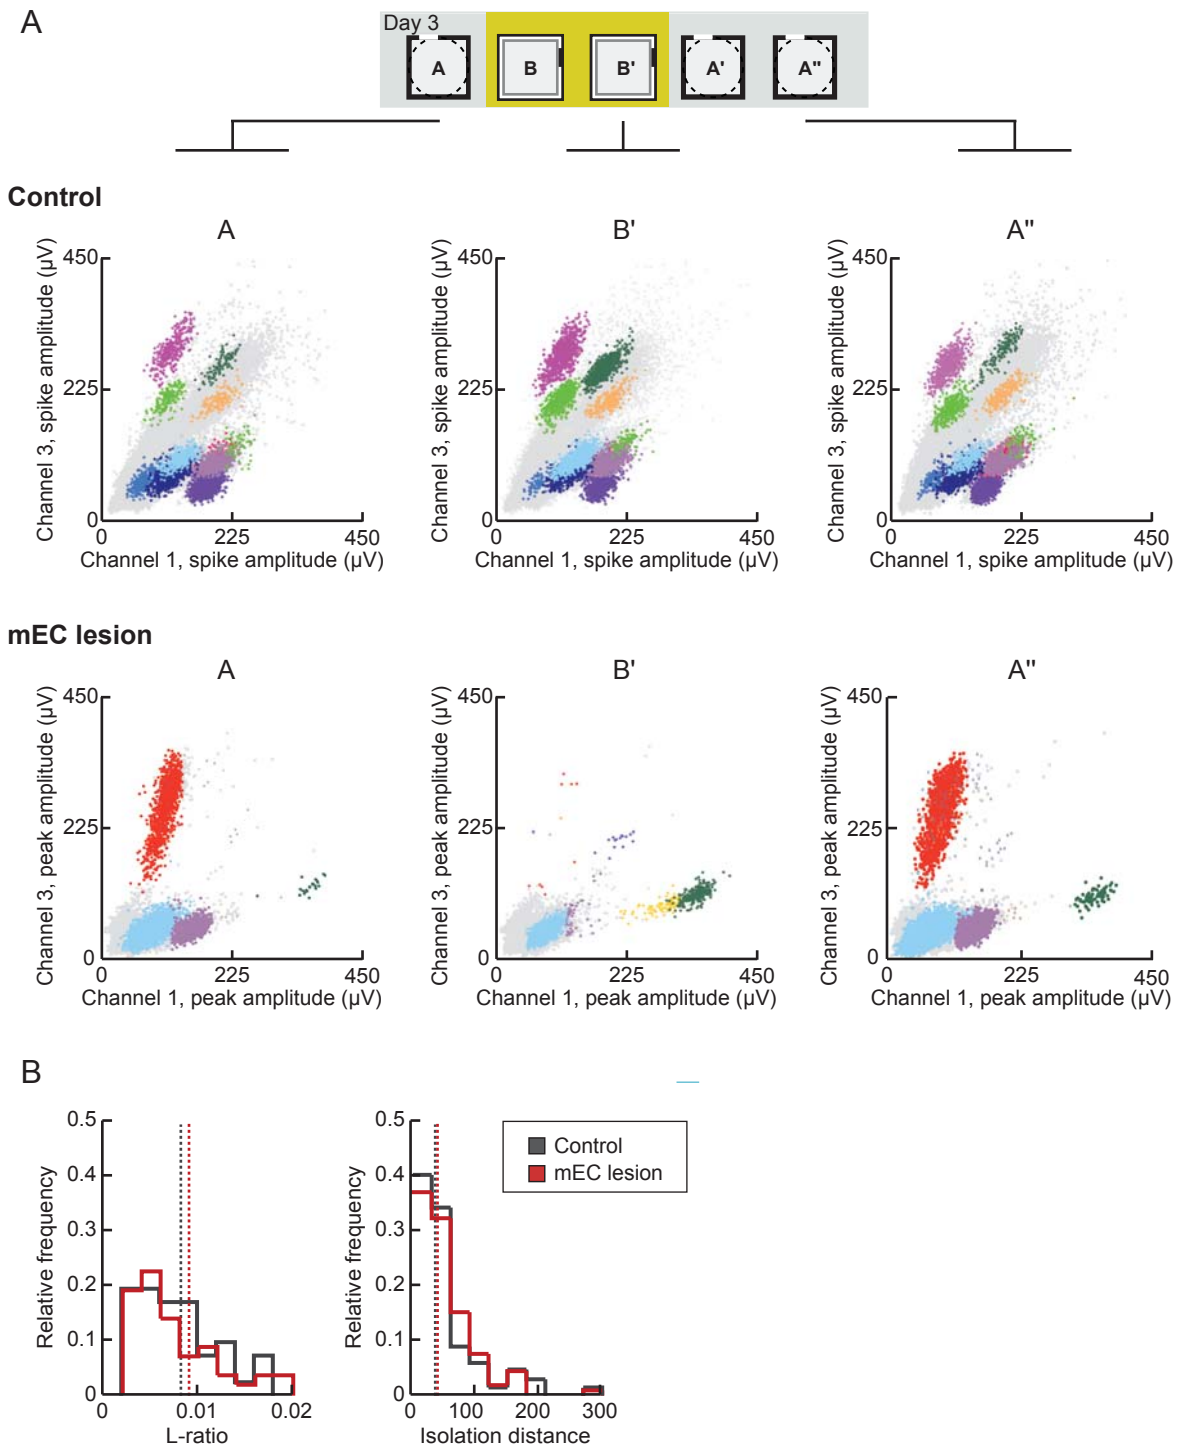 A
Day 3
A B B' A' A"
Control
A B' A"
Channel 3, spike amplitude (µV) Channel 3, spike amplitude (µV) Channel 3, spike amplitude (µV)
450 450 450
225 225 225
0 0 0
0 225 450 0 225 450 0 225 450
Channel 1, spike amplitude (µV) Channel 1, spike amplitude (µV) Channel 1, spike amplitude (µV)
mEC lesion
A B' A"
Channel 3, peak amplitude (µV) Channel 3, peak amplitude (µV) Channel 3, peak amplitude (µV)
450 450 450
225 225 225
0 0 0
0 225 450 0 225 450 0 225 450
Channel 1, peak amplitude (µV) Channel 1, peak amplitude (µV) Channel 1, peak amplitude (µV)
B
Relative frequency Relative frequency
0.5 0.5
0.4 0.4
0.3 0.3
0.2 0.2
0.1 0.1
0 0
0 0.01 0.02 0 100 200 300
L-ratio Isolation distance
Control
mEC lesion